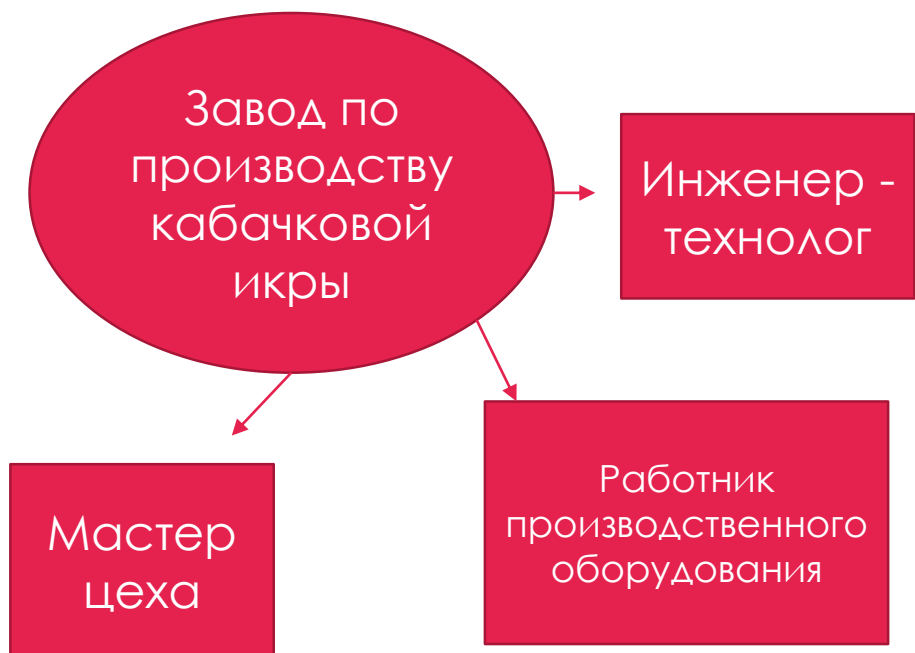 Завод по
производству
кабачковой
икры
Инженер -
технолог
Работник
производственного
оборудования
Мастер
цеха